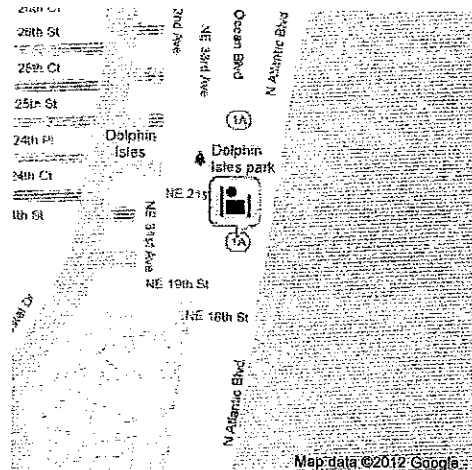 26th St
26th Ct
25th St
24th Pl
24th Ct
NE 33rd Ave
Ocean Blvd
N Atlantic Blvd
1A
Dolphin
Isles
Dolphin
Isles park
NE 21st
1A
NE 31st Ave
NE 19th St
NE 18th St
N Atlantic Blvd
Map data ©2012 Google